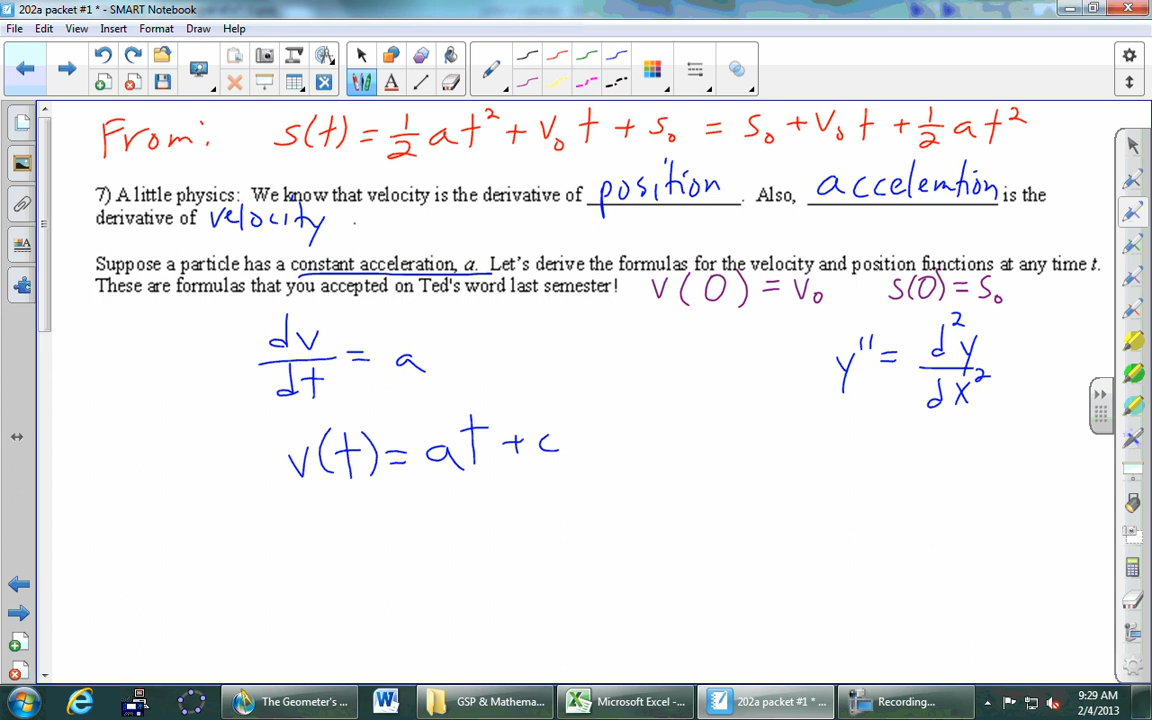 202a packet #1 * - SMART Notebook
File Edit View Insert Format Draw Help
From: s(t) = 1/2 at² + v₀t + s₀ = s₀ + v₀t + 1/2 at²
7) A little physics: We know that velocity is the derivative of position. Also, acceleration is the
derivative of velocity.
Suppose a particle has a constant acceleration, a. Let's derive the formulas for the velocity and position functions at any time t.
These are formulas that you accepted on Ted's word last semester! v(0) = v₀ s(0) = s₀
dv/dt = a
y'' = d²y/dx²
v(t) = at + c
The Geometer's ... GSP & Mathema... Microsoft Excel -... 202a packet #1 * ... Recording...
9:29 AM
2/4/2013